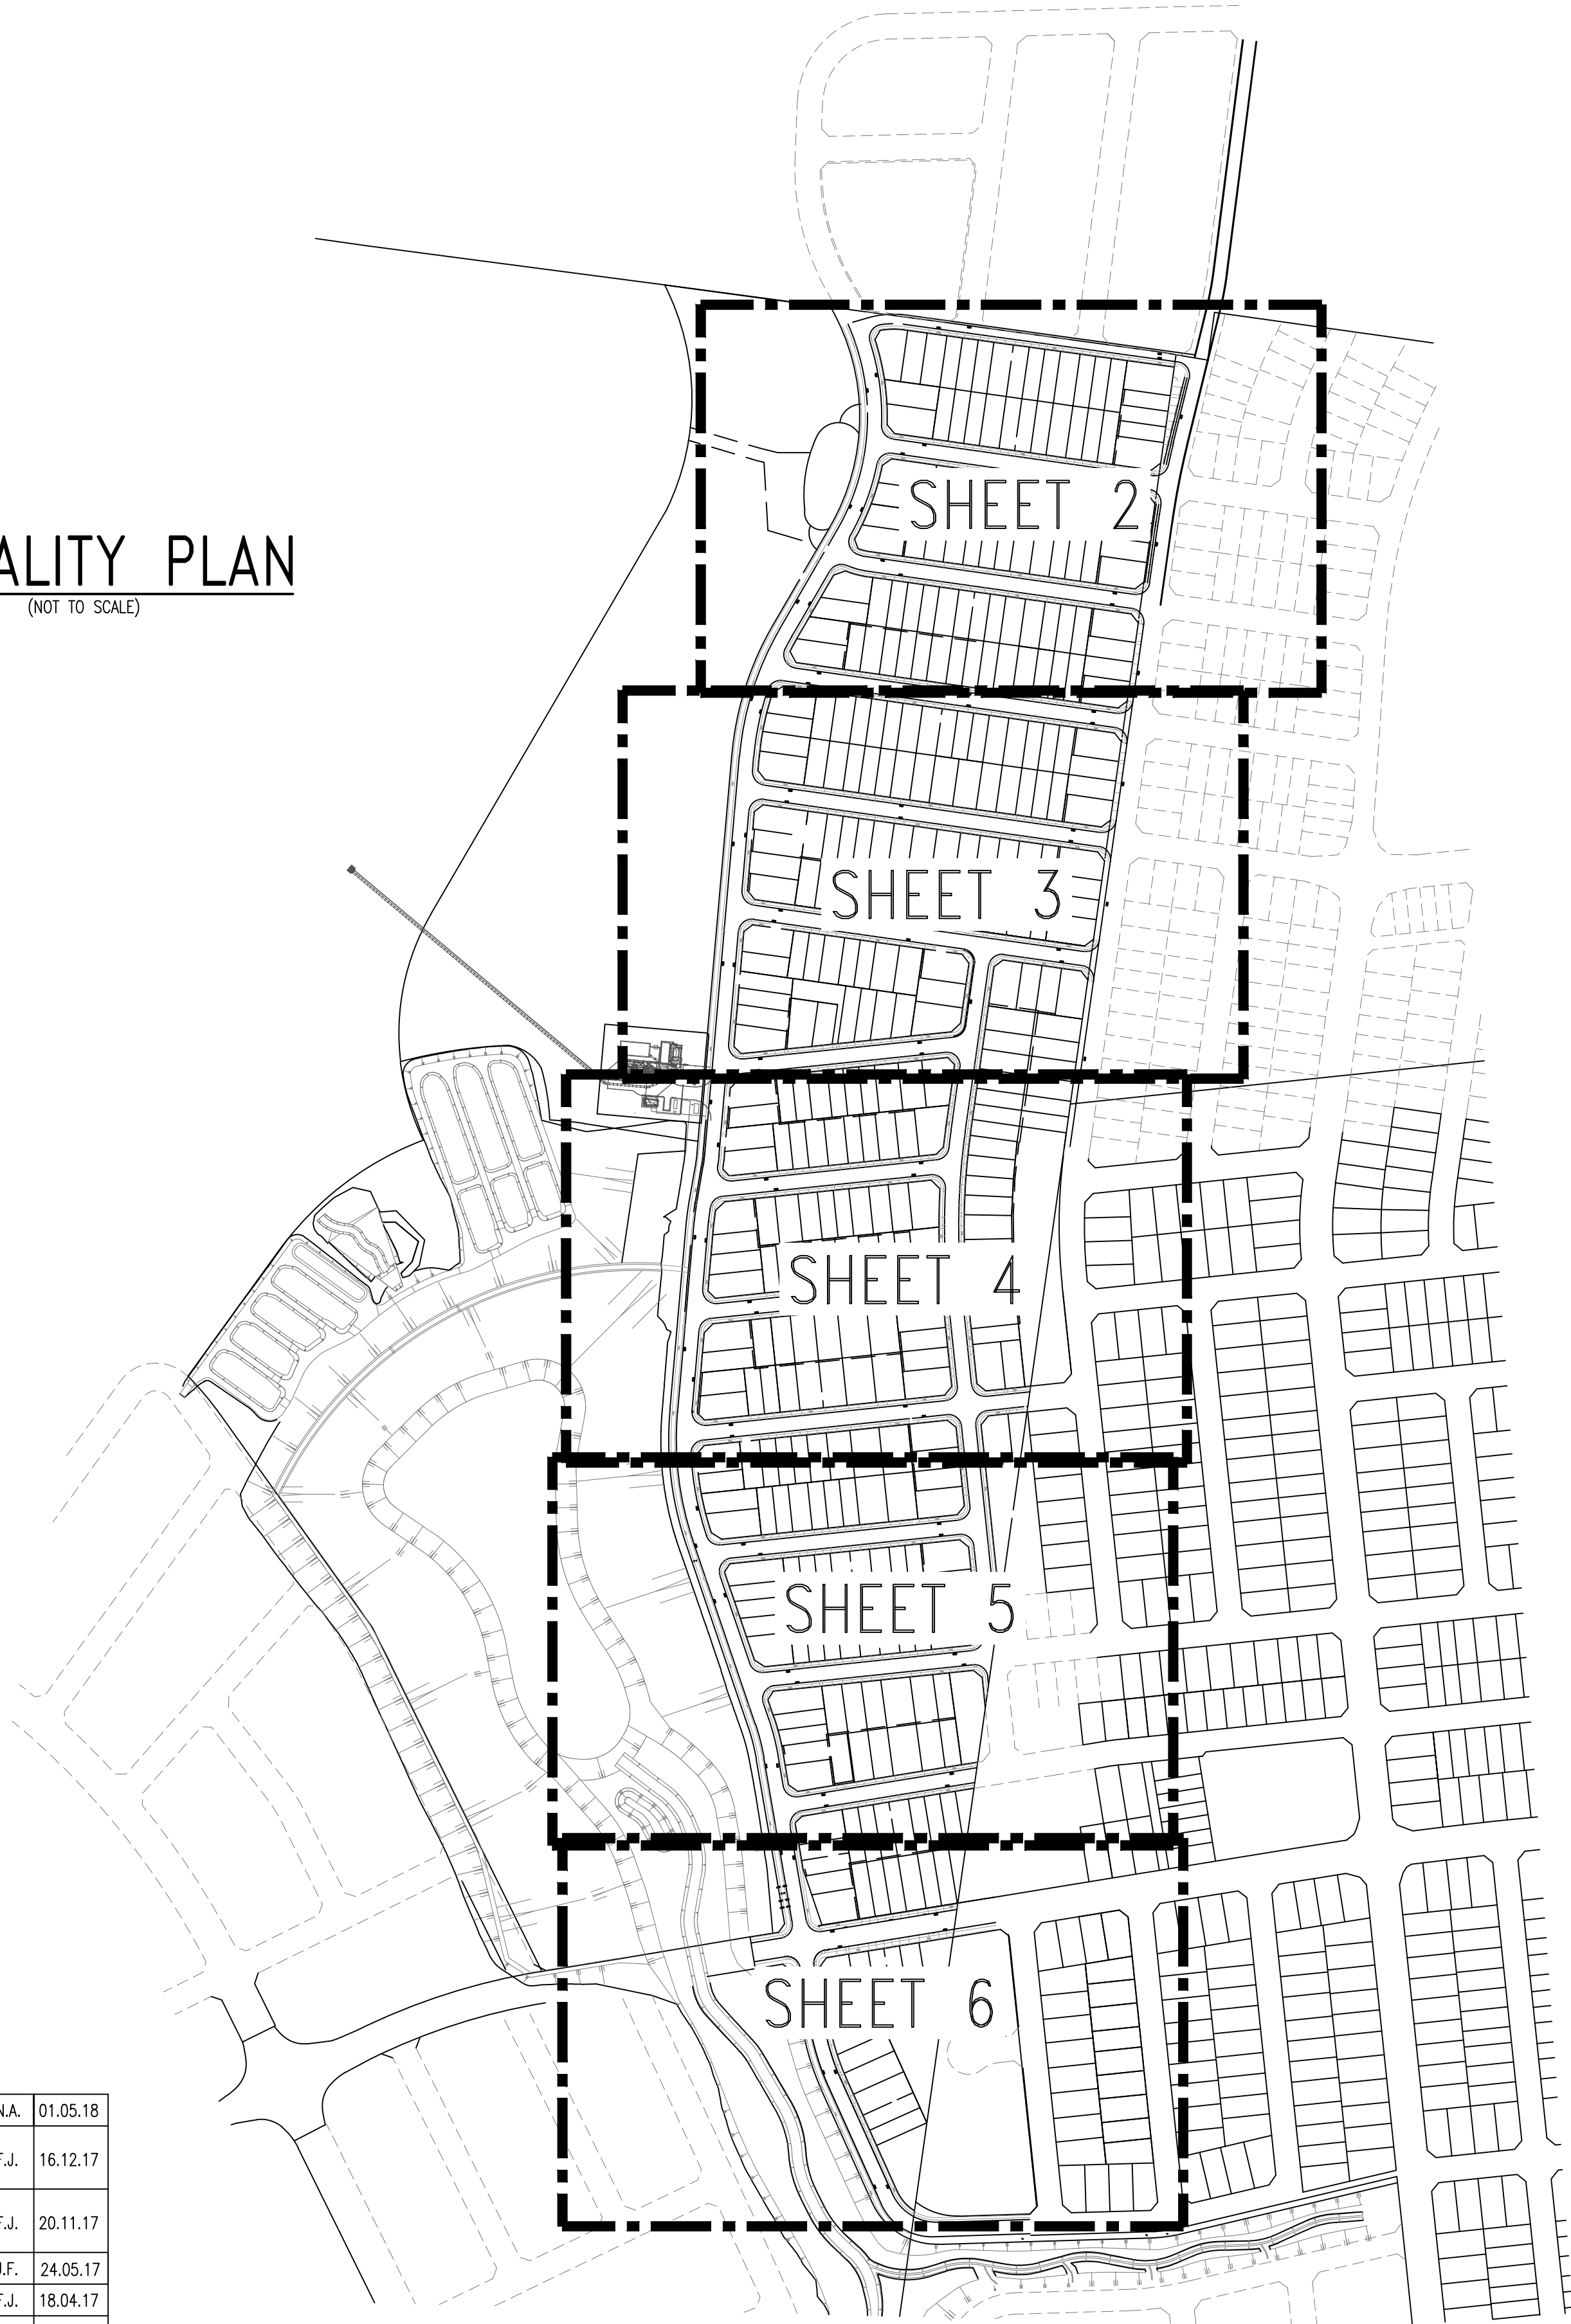 SHEET 2
ALITY PLAN
(NOT TO SCALE)
SHEET 3
SHEET 4
SHEET 5
SHEET 6
N.A. 01.05.18
F.J. 16.12.17
F.J. 20.11.17
J.F. 24.05.17
F.J. 18.04.17